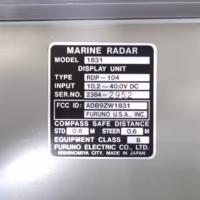 MARINE RADAR
MODEL 1831
DISPLAY UNIT
TYPE RDP-104
INPUT 10.2~40.0V DC
SER.NO. 2384-2952
FCC ID: ADB9ZW1831
FURUNO U.S.A., INC.
COMPASS SAFE DISTANCE
STD 0.8 M STEER 0.6 M
EQUIPMENT CLASS B
FURUNO ELECTRIC CO., LTD.
NISHINOMIYA CITY, MADE IN JAPAN